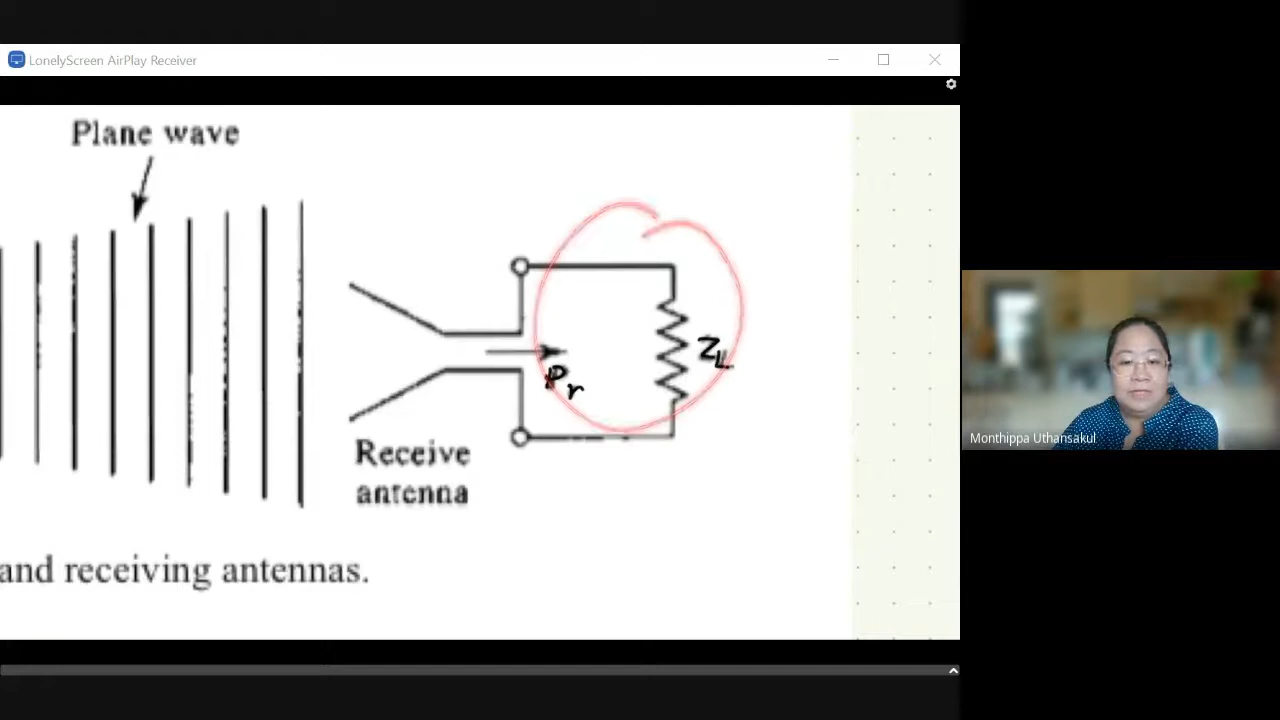 LonelyScreen AirPlay Receiver
Plane wave
Pr
ZL
Receive
antenna
and receiving antennas.
Monthippa Uthansakul